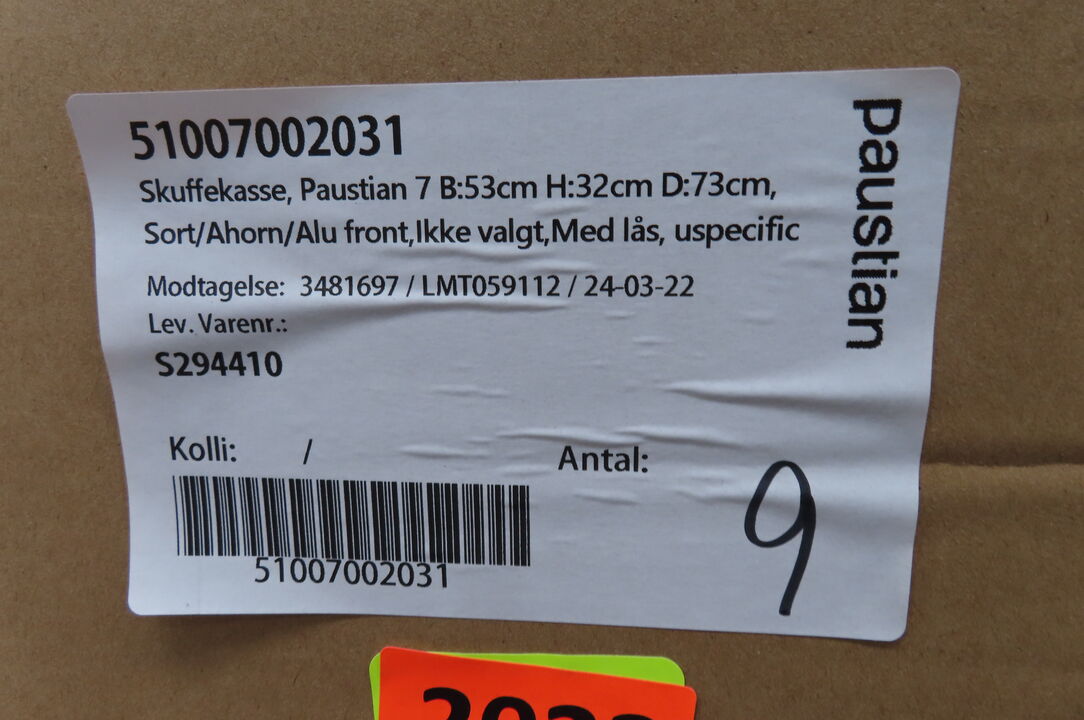 51007002031
Skuffekasse, Paustian 7 B:53cm H:32cm D:73cm,
Sort/Ahorn/Alu front,Ikke valgt,Med lås, uspecific
Modtagelse: 3481697 / LMT059112 / 24-03-22
Lev. Varenr.:
S294410
Kolli: /
Antal:
9
51007002031
paustian